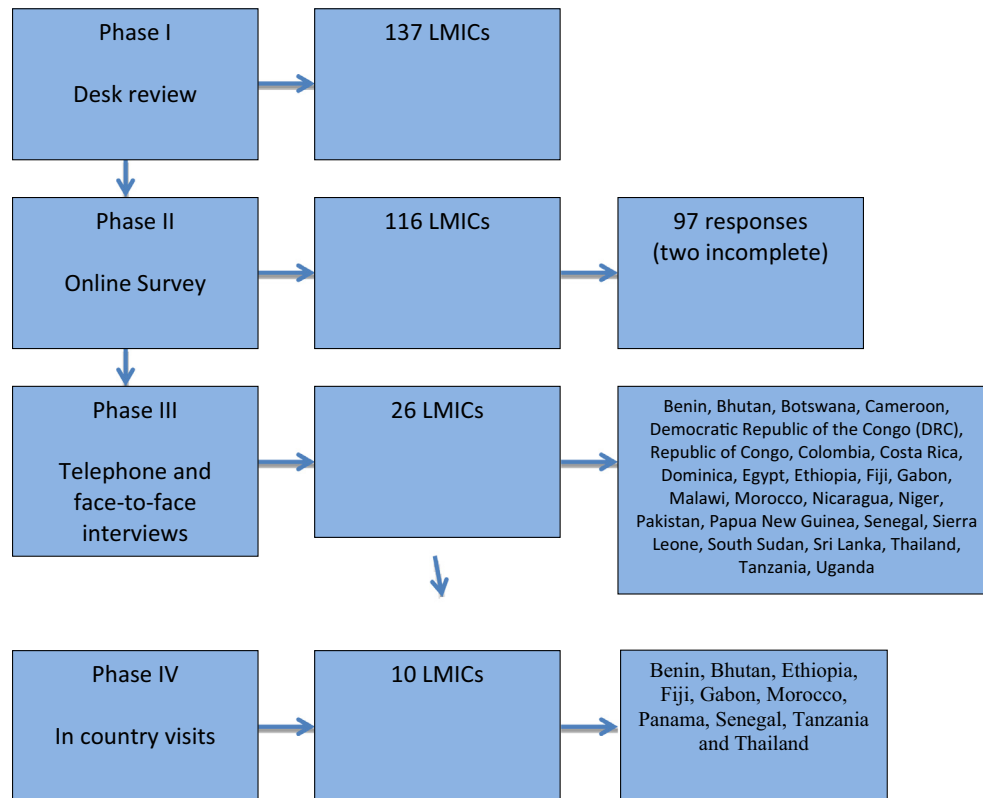 Phase I
Desk review
137 LMICs
Phase II
Online Survey
116 LMICs
97 responses
(two incomplete)
Phase III
Telephone and
face-to-face
interviews
26 LMICs
Benin, Bhutan, Botswana, Cameroon,
Democratic Republic of the Congo (DRC),
Republic of Congo, Colombia, Costa Rica,
Dominica, Egypt, Ethiopia, Fiji, Gabon,
Malawi, Morocco, Nicaragua, Niger,
Pakistan, Papua New Guinea, Senegal, Sierra
Leone, South Sudan, Sri Lanka, Thailand,
Tanzania, Uganda
Phase IV
In country visits
10 LMICs
Benin, Bhutan, Ethiopia,
Fiji, Gabon, Morocco,
Panama, Senegal, Tanzania
and Thailand